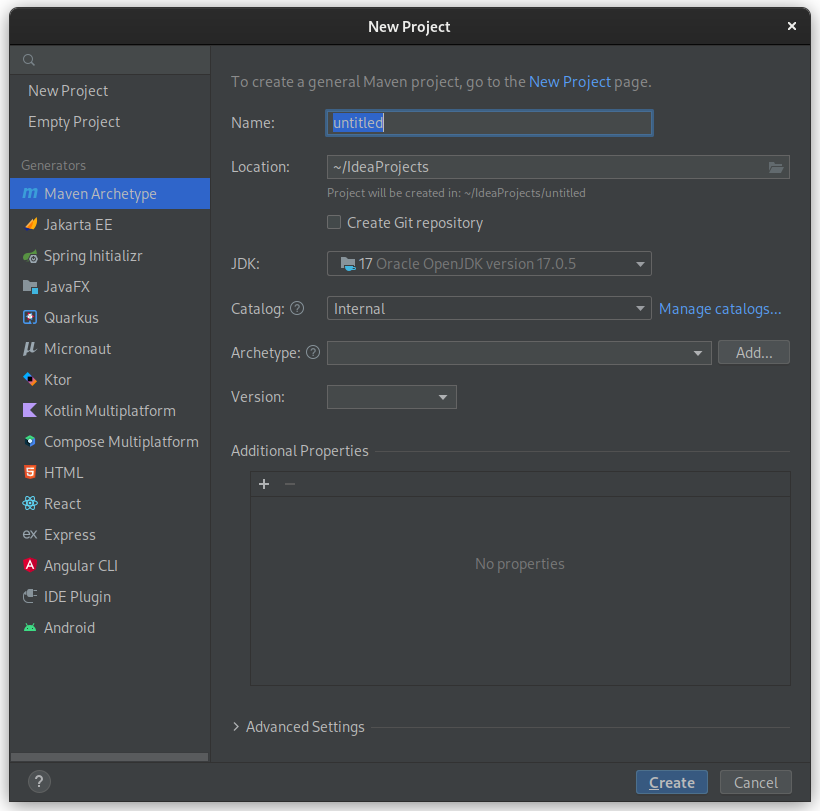 New Project
New Project
Empty Project
Generators
Maven Archetype
Jakarta EE
Spring Initializr
JavaFX
Quarkus
Micronaut
Ktor
Kotlin Multiplatform
Compose Multiplatform
HTML
React
ex Express
Angular CLI
IDE Plugin
Android
To create a general Maven project, go to the New Project page.
Name: untitled
Location: ~/IdeaProjects
Project will be created in: ~/IdeaProjects/untitled
Create Git repository
JDK: 17 Oracle OpenJDK version 17.0.5
Catalog: ? Internal Manage catalogs...
Archetype: ? Add...
Version:
Additional Properties
+ −
No properties
> Advanced Settings
? Create Cancel